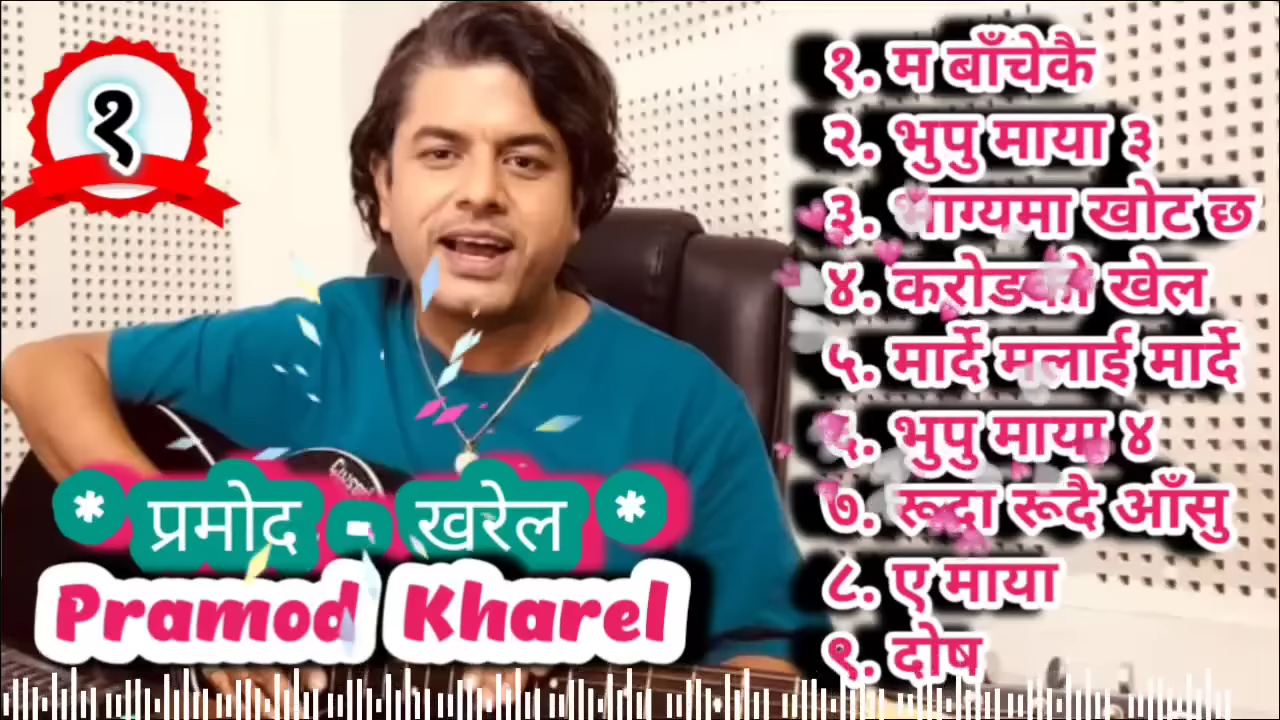 १
१. म बाँचेकै
२. भुपु माया ३
३. भाग्यमा खोट छ
४. करोडको खेल
५. मार्दे मलाई मार्दे
६. भुपु माया ४
७. रूदा रूदै आँसु
८. ए माया
९. दोष
* प्रमोद - खरेल *
Pramod Kharel